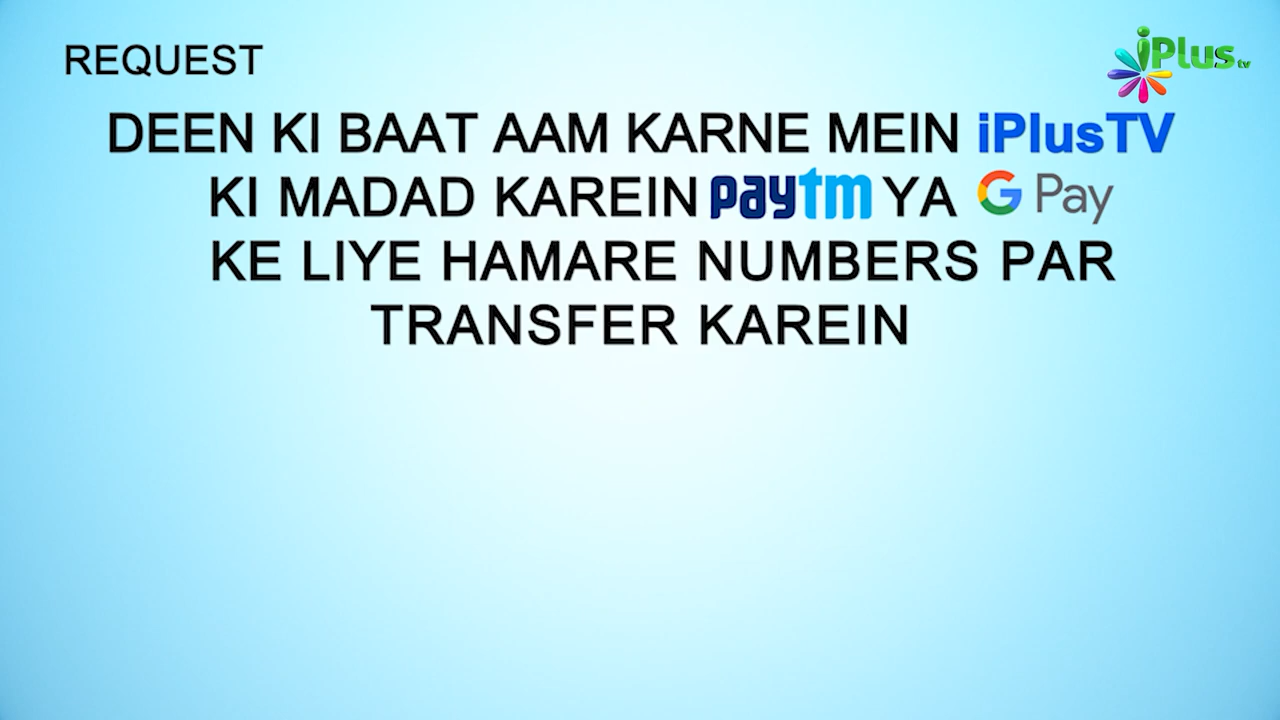 REQUEST
iPlus tv
DEEN KI BAAT AAM KARNE MEIN iPlusTV
KI MADAD KAREIN paytm YA G Pay
KE LIYE HAMARE NUMBERS PAR
TRANSFER KAREIN